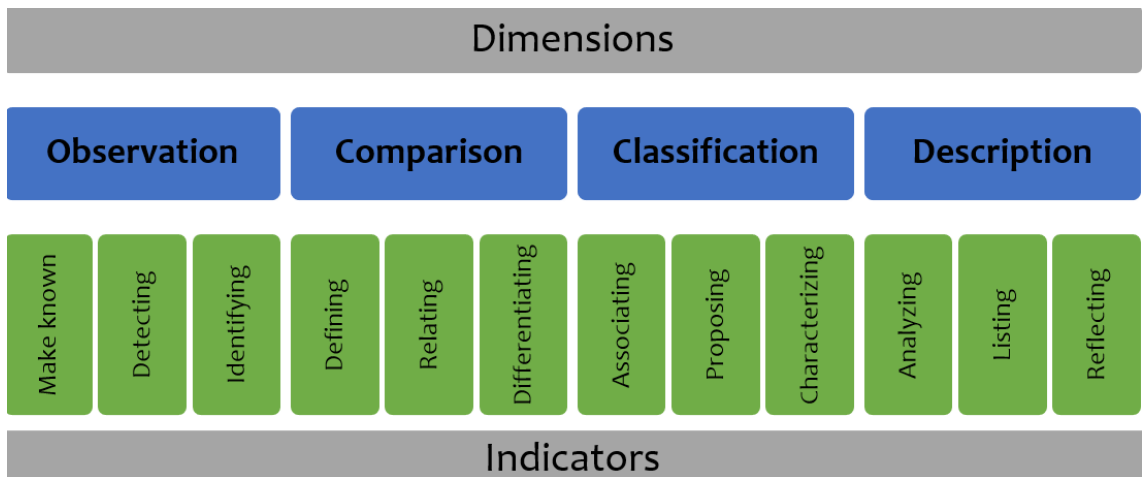 Dimensions
Observation
Comparison
Classification
Description
Make known
Detecting
Identifying
Defining
Relating
Differentiating
Associating
Proposing
Characterizing
Analyzing
Listing
Reflecting
Indicators